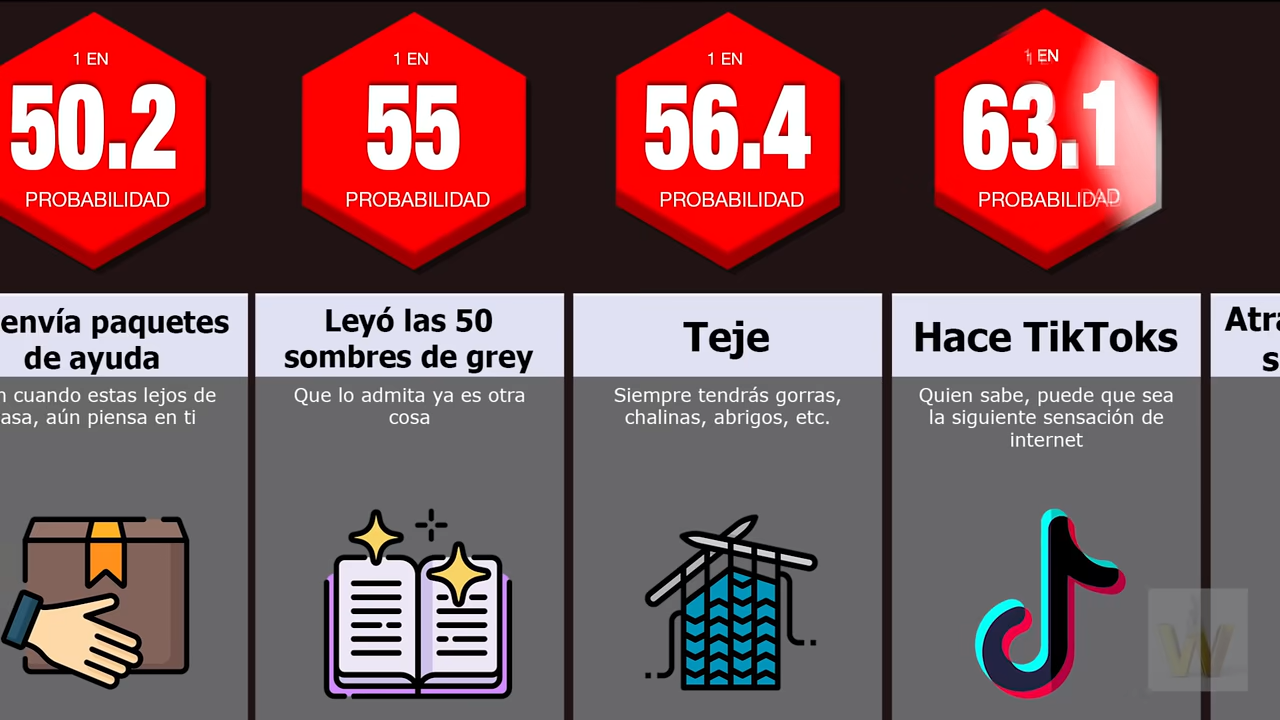 1 EN
50.2
PROBABILIDAD
1 EN
55
PROBABILIDAD
1 EN
56.4
PROBABILIDAD
1 EN
63.1
PROBABILIDAD
envía paquetes
de ayuda
cuando estas lejos de
aún piensa en ti
Leyó las 50
sombres de grey
Que lo admita ya es otra
cosa
Teje
Siempre tendrás gorras,
chalinas, abrigos, etc.
Hace TikToks
Quien sabe, puede que sea
la siguiente sensación de
internet